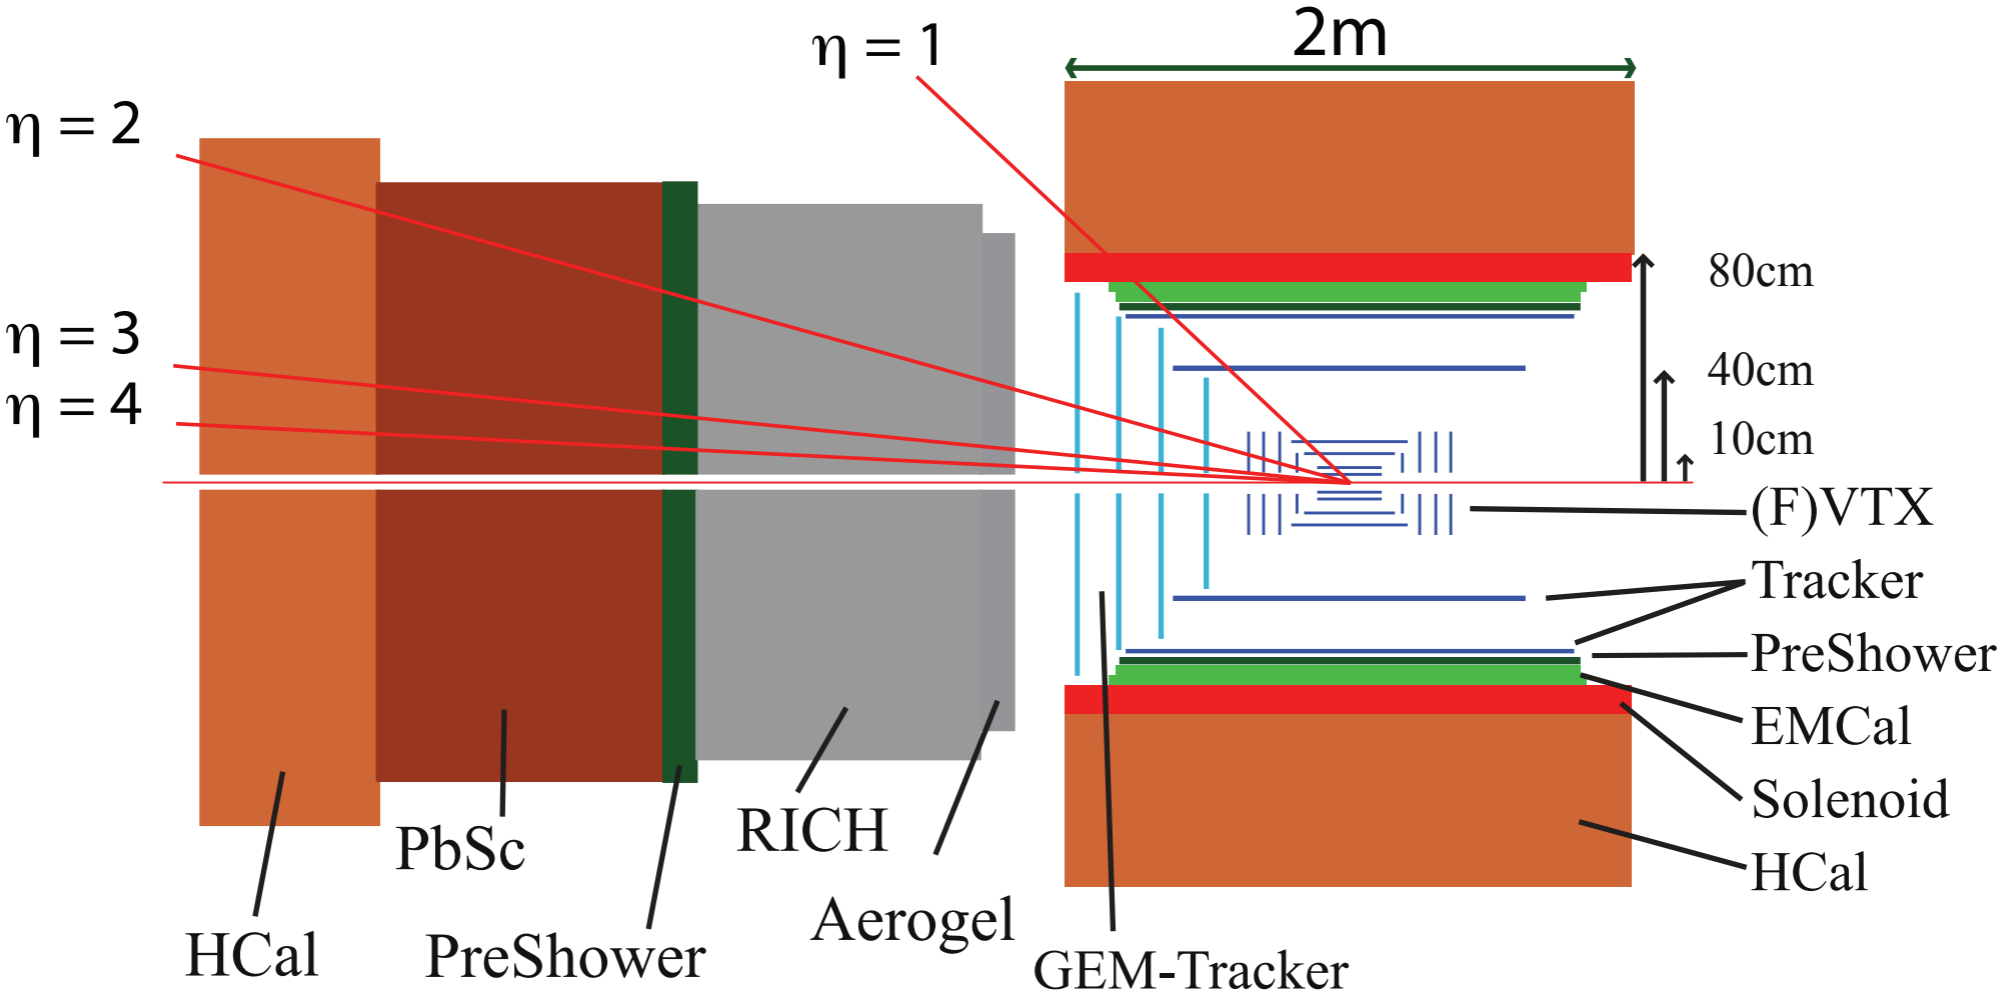 2m
η = 1
η = 2
80cm
η = 3
40cm
η = 4
10cm
(F)VTX
Tracker
PreShower
EMCal
Solenoid
HCal
RICH
PbSc
Aerogel
HCal
PreShower
GEM-Tracker